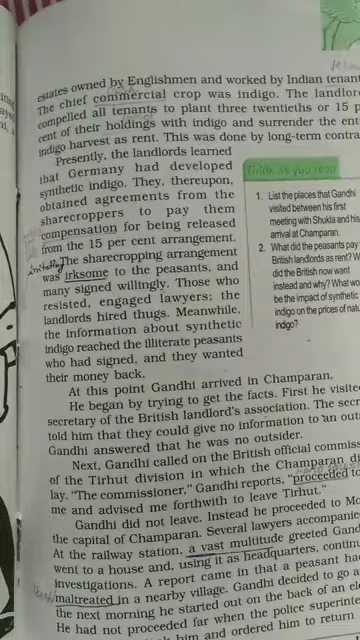 estates owned by Englishmen and worked by Indian tenan
The chief commercial crop was indigo. The landlor
compelled all tenants to plant three twentieths or 15 p
cent of their holdings with indigo and surrender the ent
indigo harvest as rent. This was done by long-term contra
Presently, the landlords learned
that Germany had developed
synthetic indigo. They, thereupon,
obtained agreements from the
sharecroppers to pay them
compensation for being released
from the 15 per cent arrangement.
The sharecropping arrangement
was irksome to the peasants, and
many signed willingly. Those who
resisted, engaged lawyers; the
landlords hired thugs. Meanwhile,
the information about synthetic
indigo reached the illiterate peasants
who had signed, and they wanted
their money back.
Think as you read
1. List the places that Gandhi
visited between his first
meeting with Shukla and his
arrival at Champaran.
2. What did the peasants pay
British landlords as rent? W
did the British now want
instead and why? What wo
be the impact of synthetic
indigo on the prices of natu
indigo?
At this point Gandhi arrived in Champaran.
He began by trying to get the facts. First he visite
secretary of the British landlord's association. The secr
told him that they could give no information to an outs
Gandhi answered that he was no outsider.
Next, Gandhi called on the British official commiss
of the Tirhut division in which the Champaran di
lay. "The commissioner," Gandhi reports, "proceeded to
me and advised me forthwith to leave Tirhut."
Gandhi did not leave. Instead he proceeded to Mo
the capital of Champaran. Several lawyers accompanie
At the railway station, a vast multitude greeted Gand
went to a house and, using it as headquarters, continu
investigations. A report came in that a peasant ha
maltreated in a nearby village. Gandhi decided to go a
the next morning he started out on the back of an ele
He had not proceeded far when the police superinte
him and ordered him to return